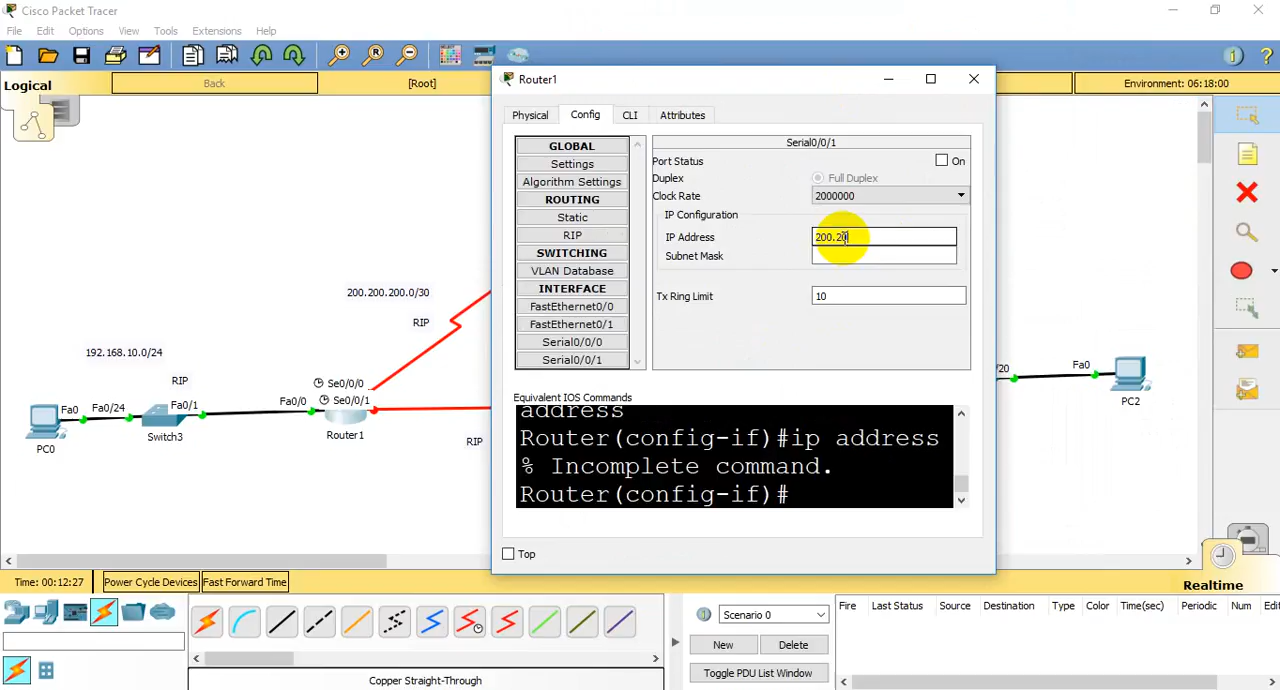 Cisco Packet Tracer
File Edit Options View Tools Extensions Help
Logical
Back
[Root]
Environment: 06:18:00
Router1
Physical Config CLI Attributes
GLOBAL
Settings
Algorithm Settings
ROUTING
Static
RIP
SWITCHING
VLAN Database
INTERFACE
FastEthernet0/0
FastEthernet0/1
Serial0/0/0
Serial0/0/1
Serial0/0/1
Port Status On
Duplex Full Duplex
Clock Rate 2000000
IP Configuration
IP Address 200.20
Subnet Mask
Tx Ring Limit 10
Equivalent IOS Commands
address
Router(config-if)#ip address
% Incomplete command.
Router(config-if)#
Top
200.200.200.0/30
RIP
192.168.10.0/24
RIP
Se0/0/0
Se0/0/1
Fa0 Fa0/24 Fa0/1 Fa0/0
PC0
Switch3
Router1
RIP
/20 Fa0
PC2
Time: 00:12:27 Power Cycle Devices Fast Forward Time
Realtime
Scenario 0
New Delete
Toggle PDU List Window
Fire Last Status Source Destination Type Color Time(sec) Periodic Num Edit
Copper Straight-Through